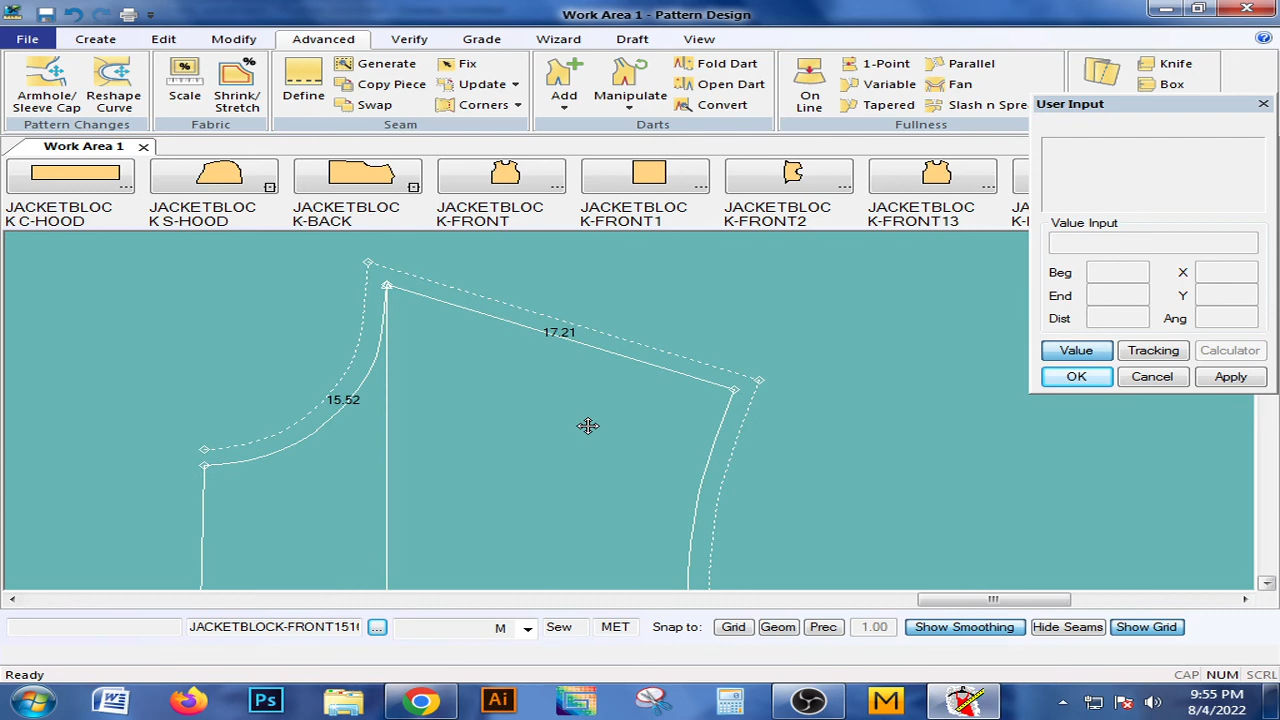 Work Area 1 - Pattern Design
File Create Edit Modify Advanced Verify Grade Wizard Draft View
Armhole/ Sleeve Cap
Reshape Curve
Pattern Changes
Scale
Shrink/ Stretch
Fabric
Define
Generate
Copy Piece
Swap
Fix
Update
Corners
Seam
Add
Manipulate
Fold Dart
Open Dart
Convert
Darts
On Line
1-Point
Variable
Tapered
Parallel
Fan
Slash n Spre
Fullness
Knife
Box
Work Area 1
JACKETBLOC
K C-HOOD
JACKETBLOC
K S-HOOD
JACKETBLOC
K-BACK
JACKETBLOC
K-FRONT
JACKETBLOC
K-FRONT1
JACKETBLOC
K-FRONT2
JACKETBLOC
K-FRONT13
User Input
Value Input
Beg X
End Y
Dist Ang
Value Tracking Calculator
OK Cancel Apply
17.21
15.52
JACKETBLOCK-FRONT151 ... M Sew MET Snap to: Grid Geom Prec 1.00 Show Smoothing Hide Seams Show Grid
Ready CAP NUM SCRL
W Ps Ai M
9:55 PM
8/4/2022